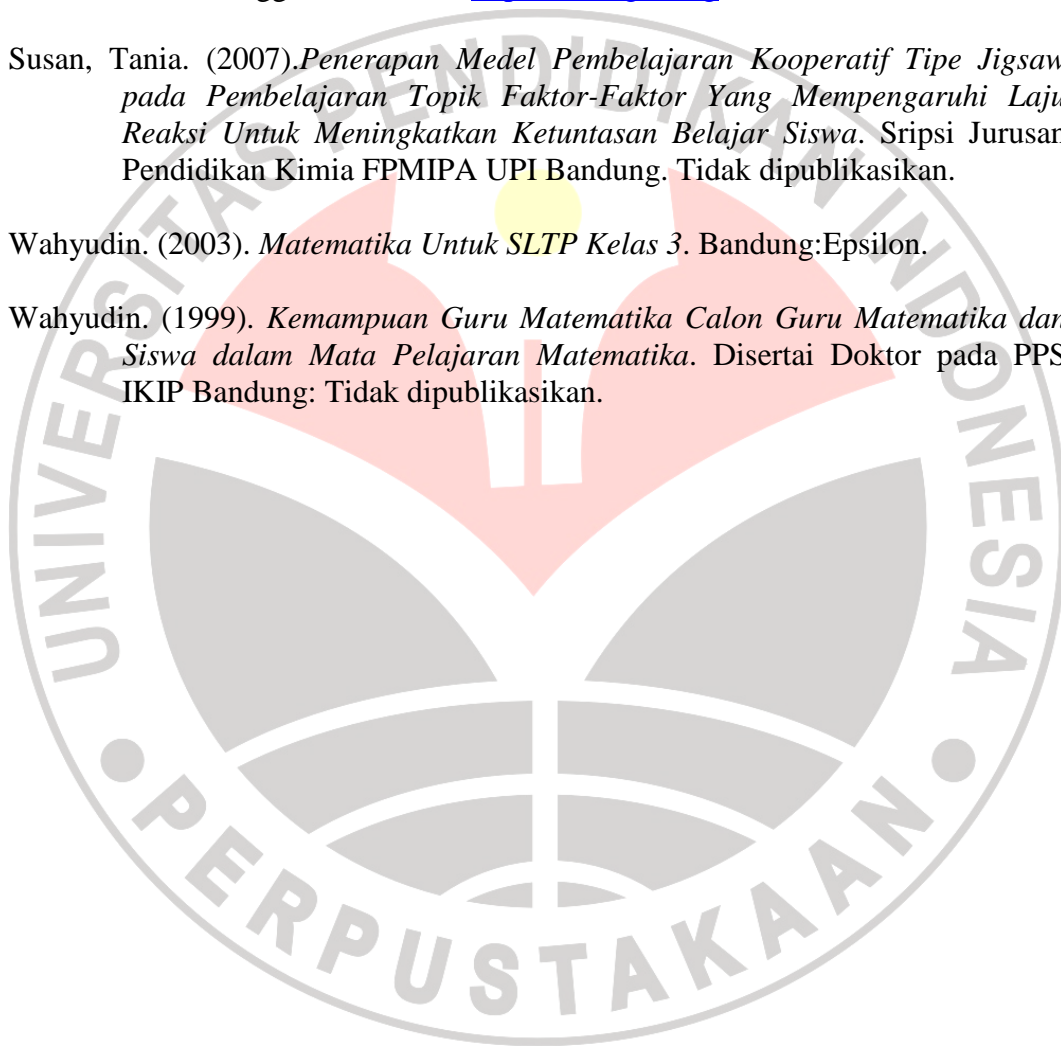 Susan, Tania. (2007).Penerapan Medel Pembelajaran Kooperatif Tipe Jigsaw
pada Pembelajaran Topik Faktor-Faktor Yang Mempengaruhi Laju
Reaksi Untuk Meningkatkan Ketuntasan Belajar Siswa. Sripsi Jurusan
Pendidikan Kimia FPMIPA UPI Bandung. Tidak dipublikasikan.
Wahyudin. (2003). Matematika Untuk SLTP Kelas 3. Bandung:Epsilon.
Wahyudin. (1999). Kemampuan Guru Matematika Calon Guru Matematika dan
Siswa dalam Mata Pelajaran Matematika. Disertai Doktor pada PPS
IKIP Bandung: Tidak dipublikasikan.
UNIVERSITAS PENDIDIKAN INDONESIA
PERPUSTAKAAN